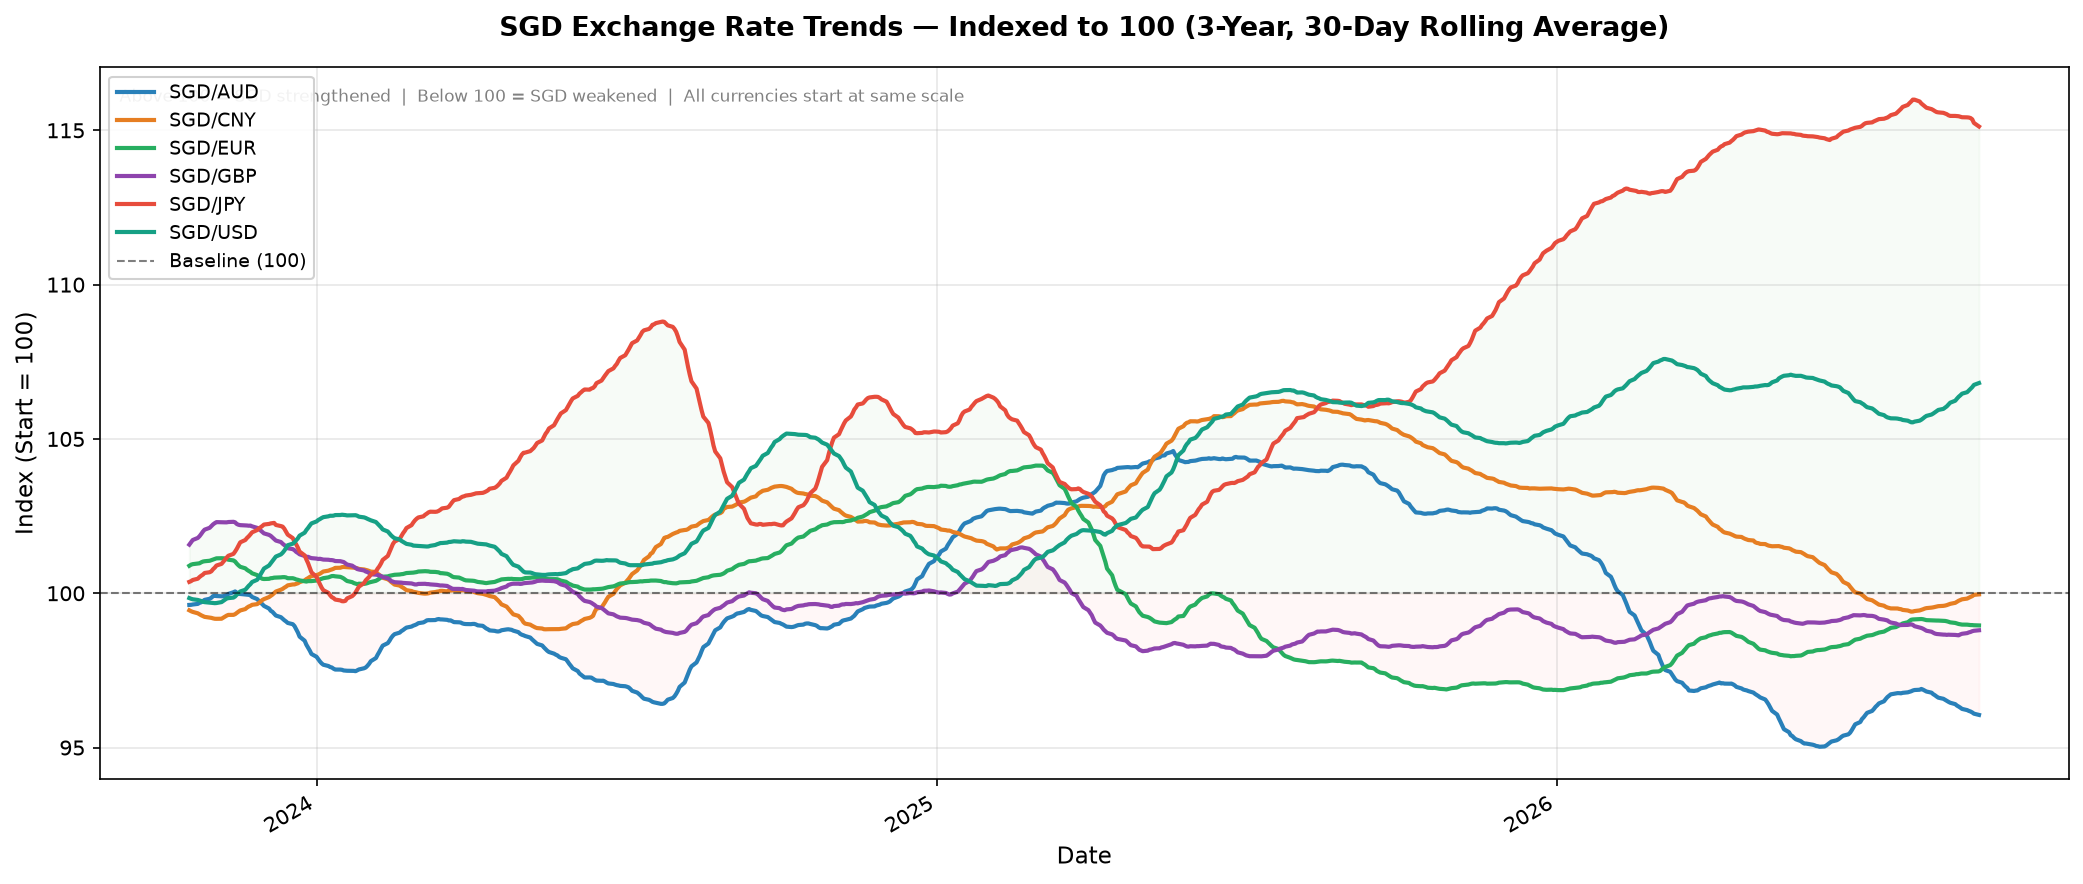 SGD Exchange Rate Trends — Indexed to 100 (3-Year, 30-Day Rolling Average)
strengthened | Below 100 = SGD weakened | All currencies start at same scale
SGD/AUD
SGD/CNY
SGD/EUR
SGD/GBP
SGD/JPY
SGD/USD
Baseline (100)
Index (Start = 100)
115
110
105
100
95
2024
2025
2026
Date